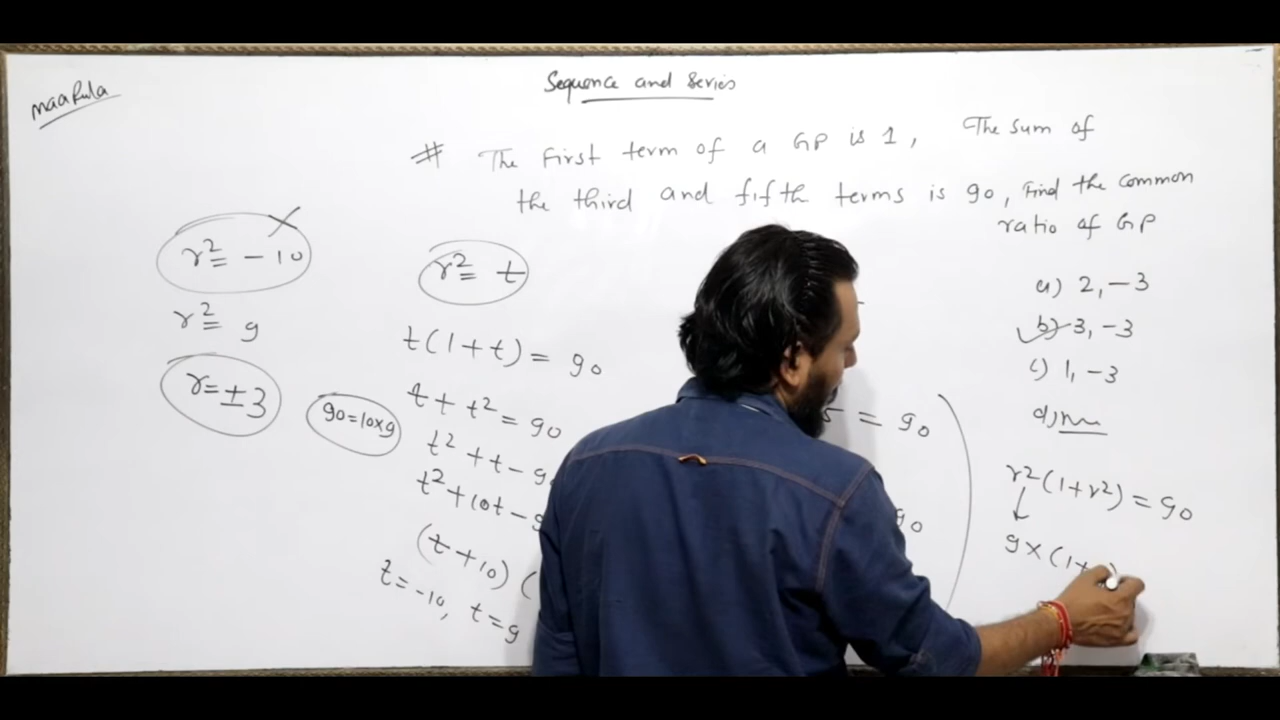 Sequence and Series
maaRula
# The First term of a GP is 1, The sum of
the third and fifth terms is 90, Find the common
ratio of GP
a) 2, -3
b) 3, -3
c) 1, -3
d)
r² = -10
r² = 9
r = ±3
90=10×9
r² = t
t(1+t) = 90
t + t² = 90
t² + t - 9
t² + 10t - 9
(t + 10) (
t = -10, t = 9
= 90
90
r²(1+r²) = 90
9×(1+